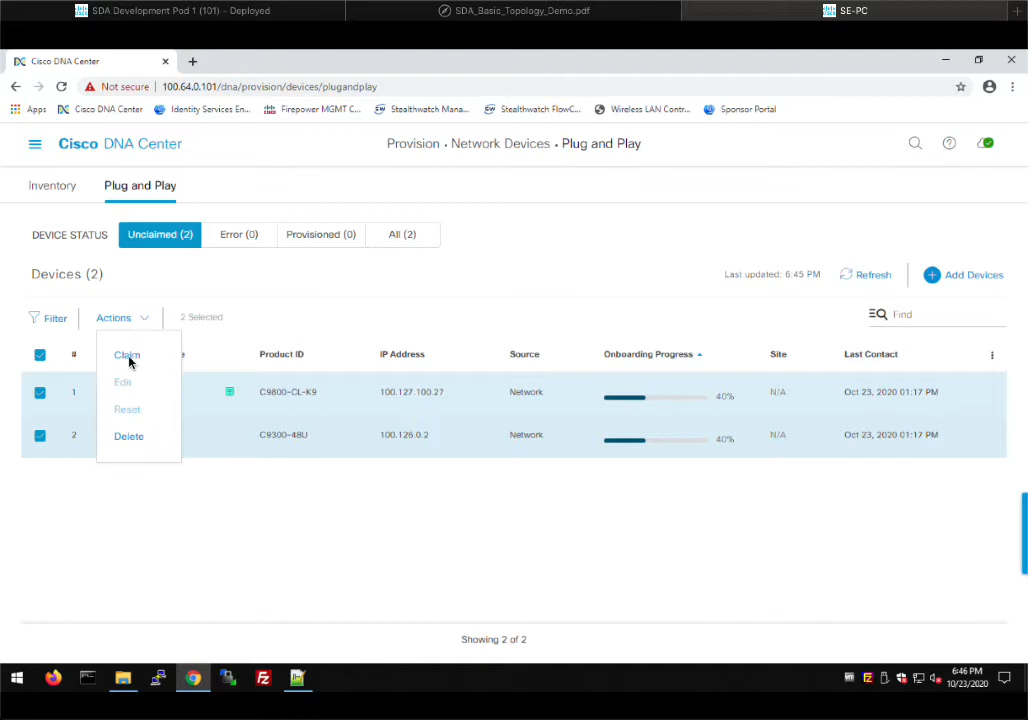 SDA Development Pod 1 (101) - Deployed
SDA_Basic_Topology_Demo.pdf
SE-PC
Cisco DNA Center
Not secure | 100.64.0.101/dna/provision/devices/plugandplay
Apps Cisco DNA Center Identity Services En... Firepower MGMT C... Stealthwatch Mana... Stealthwatch FlowC... Wireless LAN Contr... Sponsor Portal
Cisco DNA Center
Provision · Network Devices · Plug and Play
Inventory Plug and Play
DEVICE STATUS Unclaimed (2) Error (0) Provisioned (0) All (2)
Devices (2)
Last updated: 6:45 PM Refresh Add Devices
Filter Actions 2 Selected Find
# e Product ID IP Address Source Onboarding Progress Site Last Contact
1 C9800-CL-K9 100.127.100.27 Network 40% N/A Oct 23, 2020 01:17 PM
2 C9300-48U 100.126.0.2 Network 40% N/A Oct 23, 2020 01:17 PM
Claim
Edit
Reset
Delete
Showing 2 of 2
6:46 PM
10/23/2020